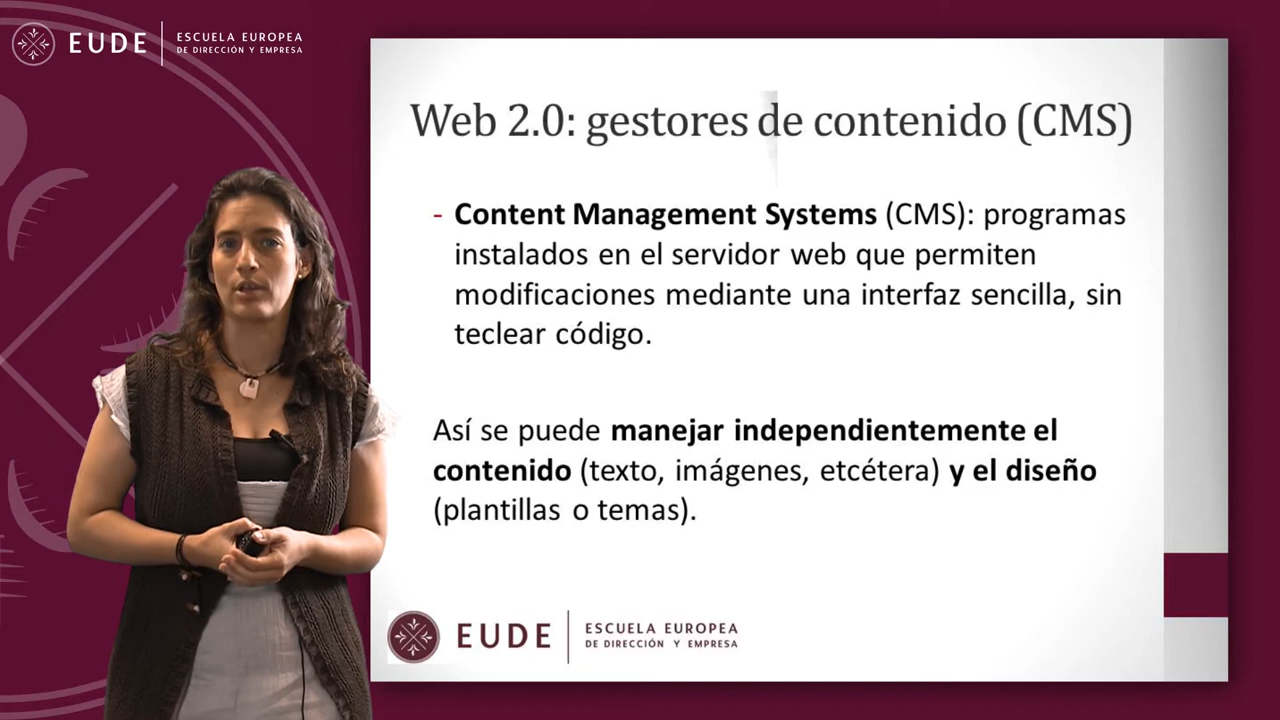 EUDE
ESCUELA EUROPEA
DE DIRECCIÓN Y EMPRESA
Web 2.0: gestores de contenido (CMS)
- Content Management Systems (CMS): programas
instalados en el servidor web que permiten
modificaciones mediante una interfaz sencilla, sin
teclear código.
Así se puede manejar independientemente el
contenido (texto, imágenes, etcétera) y el diseño
(plantillas o temas).
EUDE
ESCUELA EUROPEA
DE DIRECCIÓN Y EMPRESA